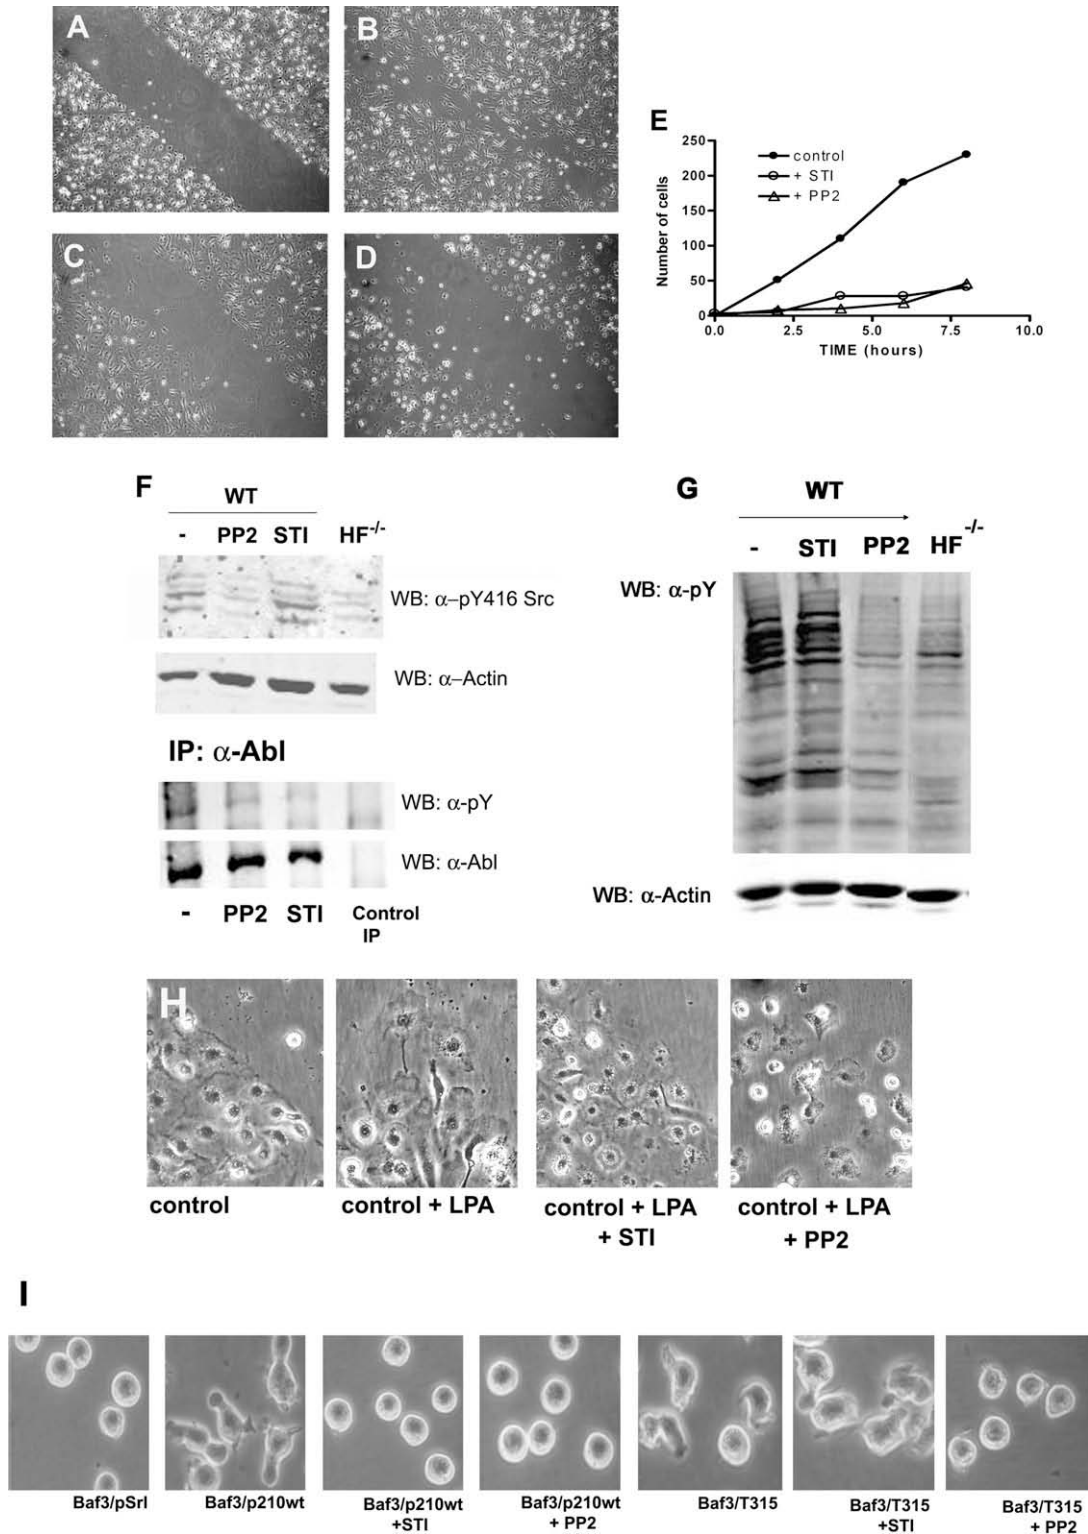 A
B
C
D
E
250
200
150
100
50
0
Number of cells
control
+ STI
+ PP2
0.0 2.5 5.0 7.5 10.0
TIME (hours)
F
WT
- PP2 STI HF-/-
WB: α–pY416 Src
WB: α–Actin
IP: α-Abl
WB: α-pY
WB: α-Abl
- PP2 STI Control
IP
G
WT
- STI PP2 HF -/-
WB: α-pY
WB: α-Actin
H
control
control + LPA
control + LPA
+ STI
control + LPA
+ PP2
I
Baf3/pSrI
Baf3/p210wt
Baf3/p210wt
+STI
Baf3/p210wt
+ PP2
Baf3/T315
Baf3/T315
+STI
Baf3/T315
+ PP2